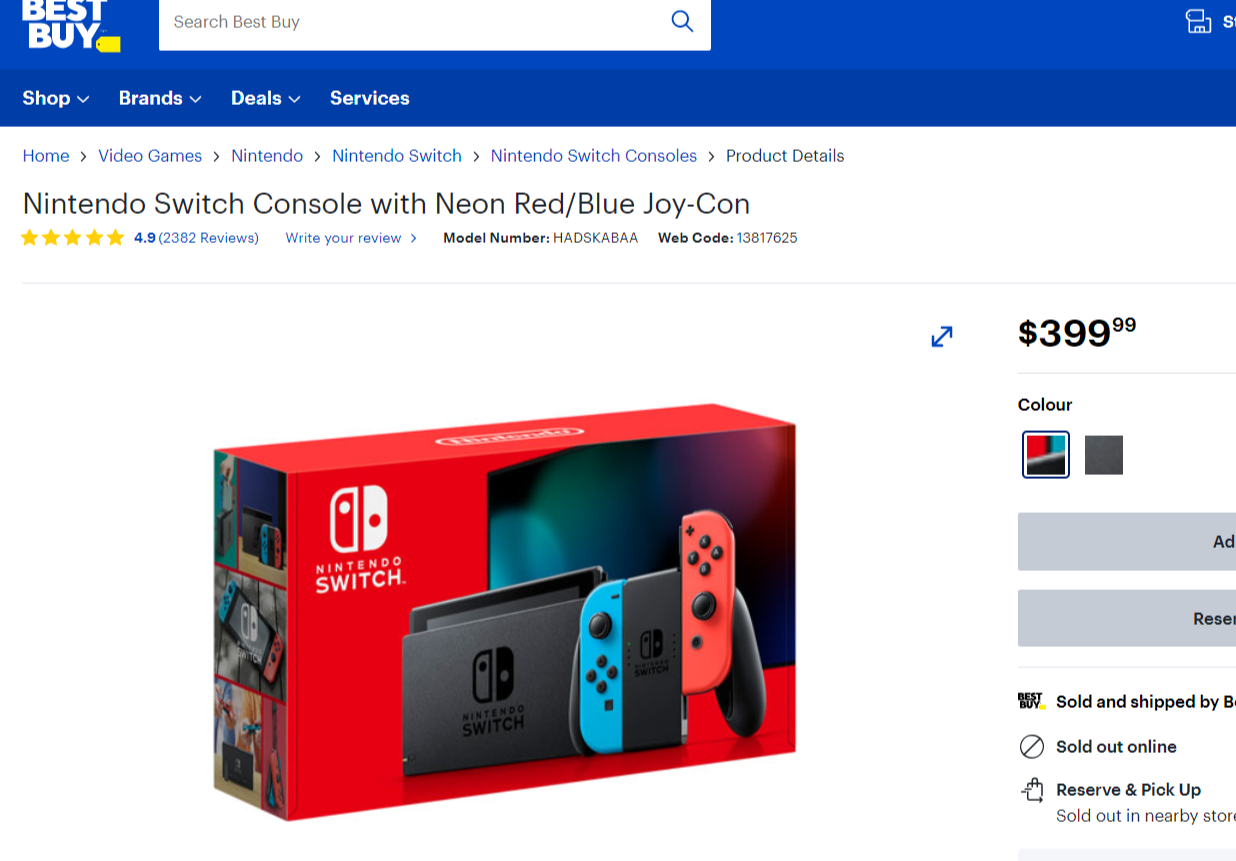 BEST
BUY
Search Best Buy
Shop Brands Deals Services
Home > Video Games > Nintendo > Nintendo Switch > Nintendo Switch Consoles > Product Details
Nintendo Switch Console with Neon Red/Blue Joy-Con
4.9 (2382 Reviews) Write your review > Model Number: HADSKABAA Web Code: 13817625
$399 99
Colour
Nintendo
NINTENDO
SWITCH
NINTENDO
SWITCH
NINTENDO
SWITCH
SWITCH
Ad
Reser
BEST
BUY
Sold and shipped by B
Sold out online
Reserve & Pick Up
Sold out in nearby store